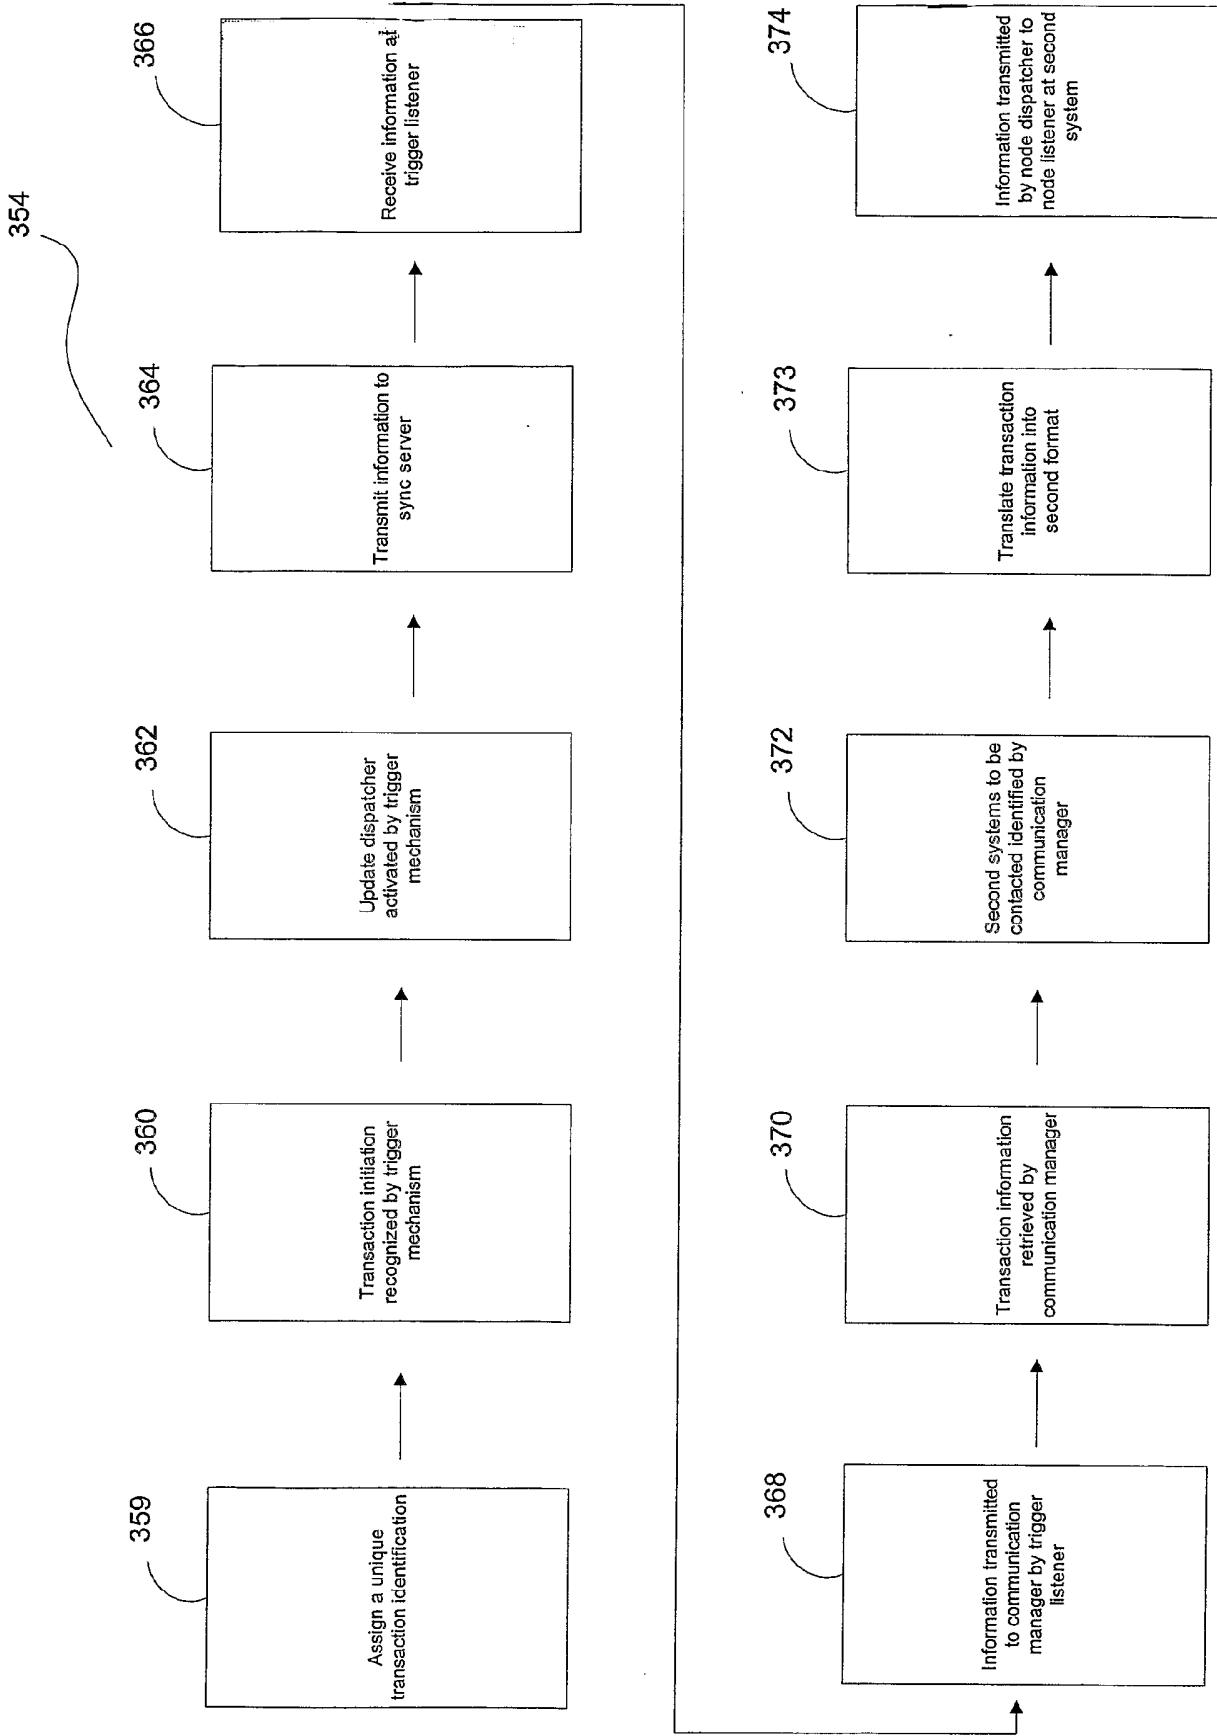 354
359
Assign a unique
transaction identification
360
Transaction initiation
recognized by trigger
mechanism
362
Update dispatcher
activated by trigger
mechanism
364
Transmit information to
sync server
366
Receive information at
trigger listener
368
Information transmitted
to communication
manager by trigger
listener
370
Transaction information
retrieved by
communication manager
372
Second systems to be
contacted identified by
communication
manager
373
Translate transaction
information into
second format
374
Information transmitted
by node dispatcher to
node listener at second
system